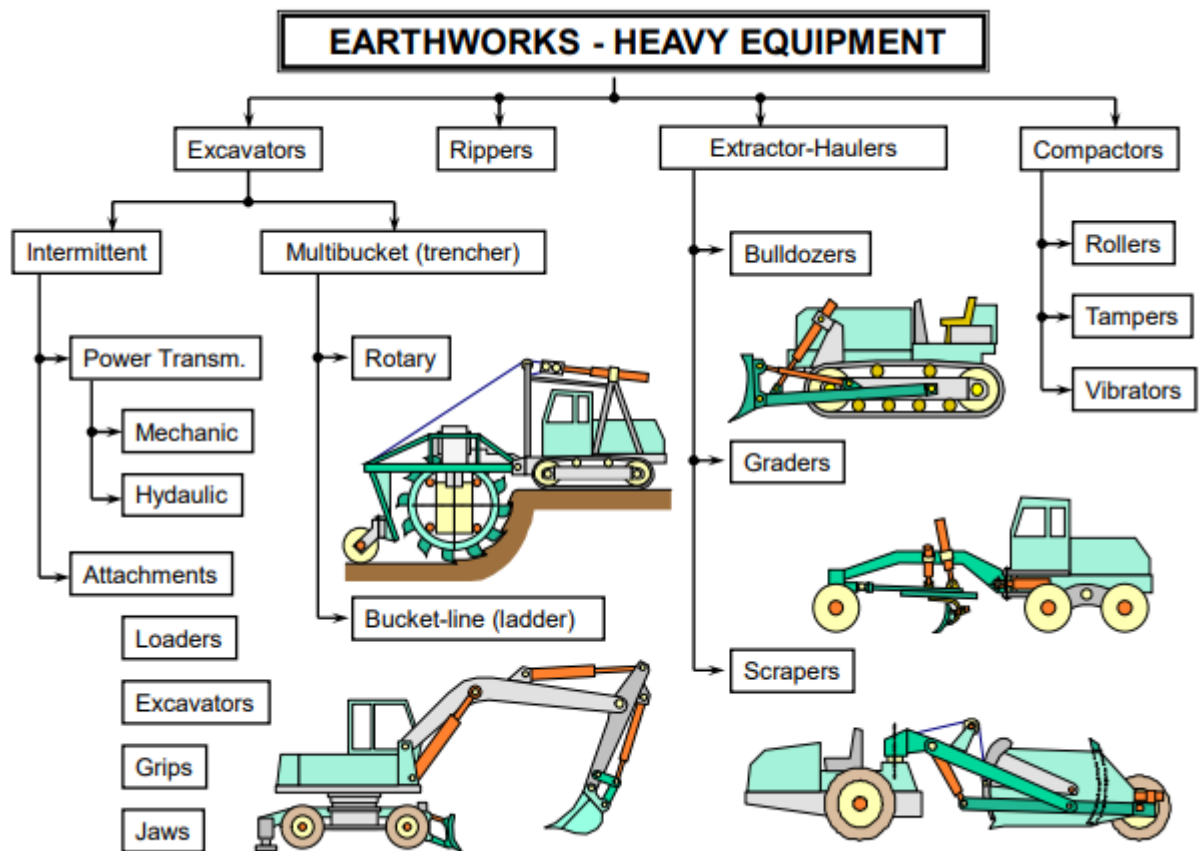 EARTHWORKS - HEAVY EQUIPMENT
Excavators
Rippers
Extractor-Haulers
Compactors
Intermittent
Multibucket (trencher)
Bulldozers
Rollers
Tampers
Power Transm.
Rotary
Vibrators
Mechanic
Graders
Hydaulic
Attachments
Bucket-line (ladder)
Loaders
Scrapers
Excavators
Grips
Jaws